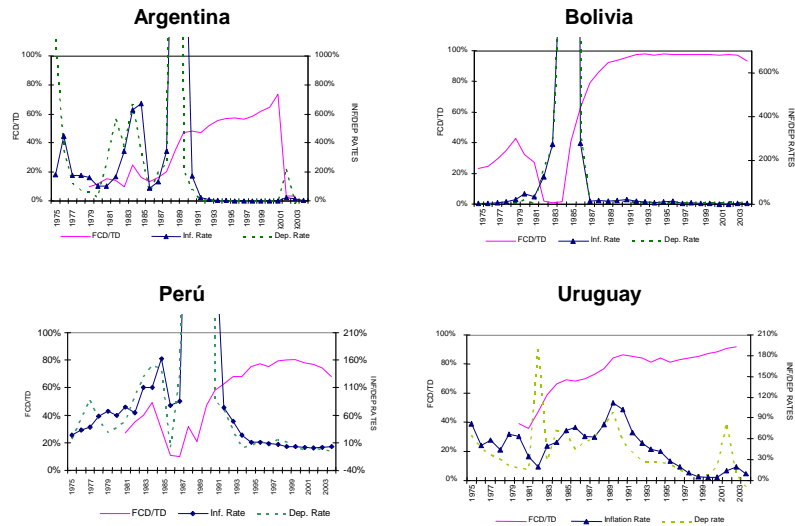 Argentina
100%
80%
60%
40%
20%
0%
FCD/TD
1000%
800%
600%
400%
200%
0%
INF/DEP RATES
1975 1977 1979 1981 1983 1985 1987 1989 1991 1993 1995 1997 1999 2001 2003
FCD/TD Inf. Rate Dep. Rate
Bolivia
100%
80%
60%
40%
20%
0%
FCD/TD
600%
400%
200%
0%
INF/DEP RATES
1975 1977 1979 1981 1983 1985 1987 1989 1991 1993 1995 1997 1999 2001 2003
FCD/TD Inf. Rate Dep. Rate
Perú
100%
80%
60%
40%
20%
0%
FCD/TD
210%
160%
110%
60%
10%
-40%
INF/DEP RATES
1975 1977 1979 1981 1983 1985 1987 1989 1991 1993 1995 1997 1999 2001 2003
FCD/TD Inf. Rate Dep. Rate
Uruguay
100%
80%
60%
40%
20%
0%
FCD/TD
210%
180%
150%
120%
90%
60%
30%
0%
INF/DEP RATES
1975 1977 1979 1981 1983 1985 1987 1989 1991 1993 1995 1997 1999 2001 2003
FCD/TD Inflation Rate Dep rate